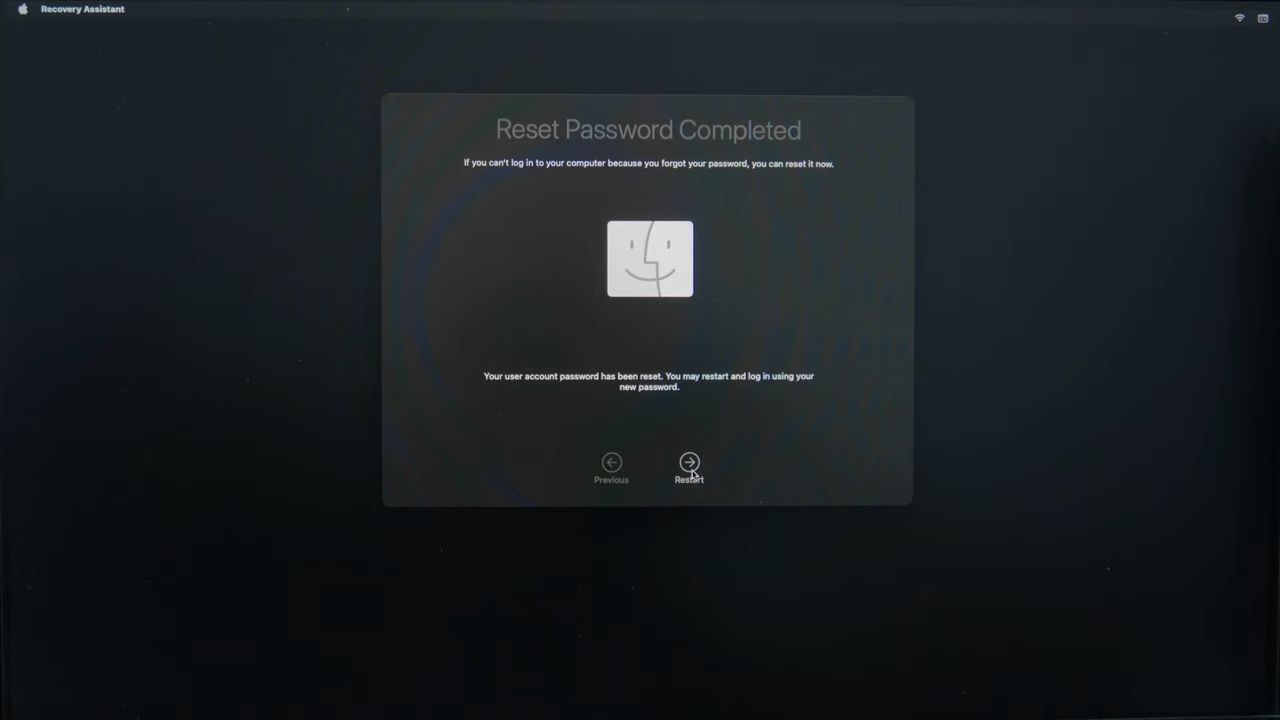 Recovery Assistant
Reset Password Completed
If you can't log in to your computer because you forgot your password, you can reset it now.
Your user account password has been reset. You may restart and log in using your
new password.
Previous
Restart